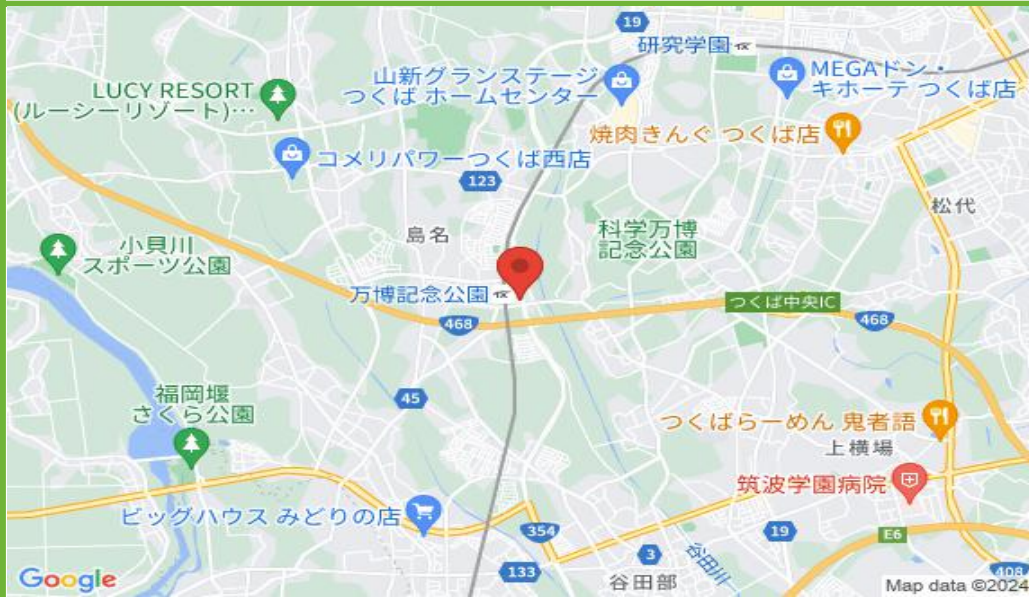 19
研究学園
LUCY RESORT
(ルーシーリゾート)…
山新グランステージ
つくば ホームセンター
MEGAドン・
キホーテ つくば店
焼肉きんぐ つくば店
コメリパワーつくば西店
123
松代
島名
科学万博
記念公園
小貝川
スポーツ公園
万博記念公園
つくば中央IC
468
468
45
福岡堰
さくら公園
つくばらーめん 鬼者語
上横場
筑波学園病院
ビッグハウス みどりの店
354
19
E6
3
谷田川
133
谷田部
408
Google
Map data ©2024